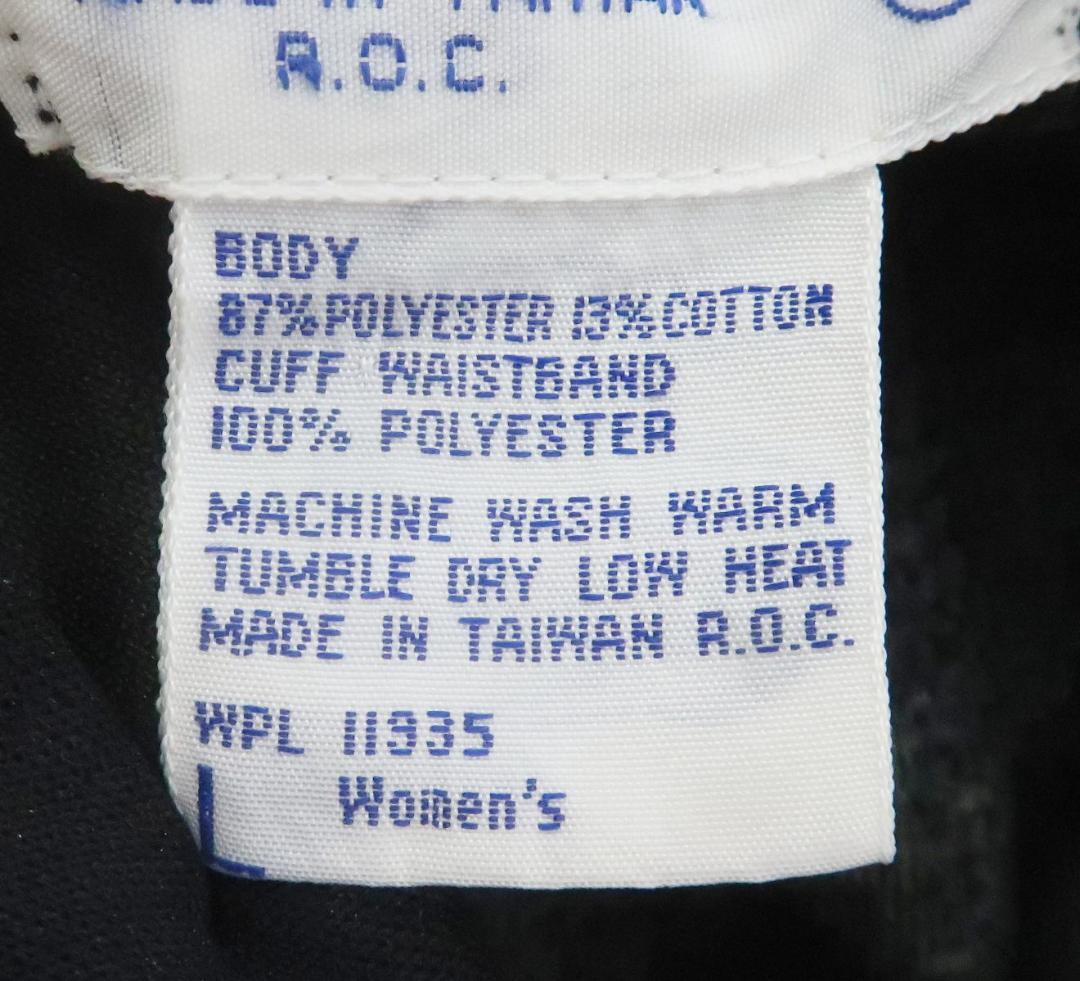 R.O.C.
BODY
87% POLYESTER 13% COTTON
CUFF WAISTBAND
100% POLYESTER
MACHINE WASH WARM
TUMBLE DRY LOW HEAT
MADE IN TAIWAN R.O.C.
WPL 11935
L Women's